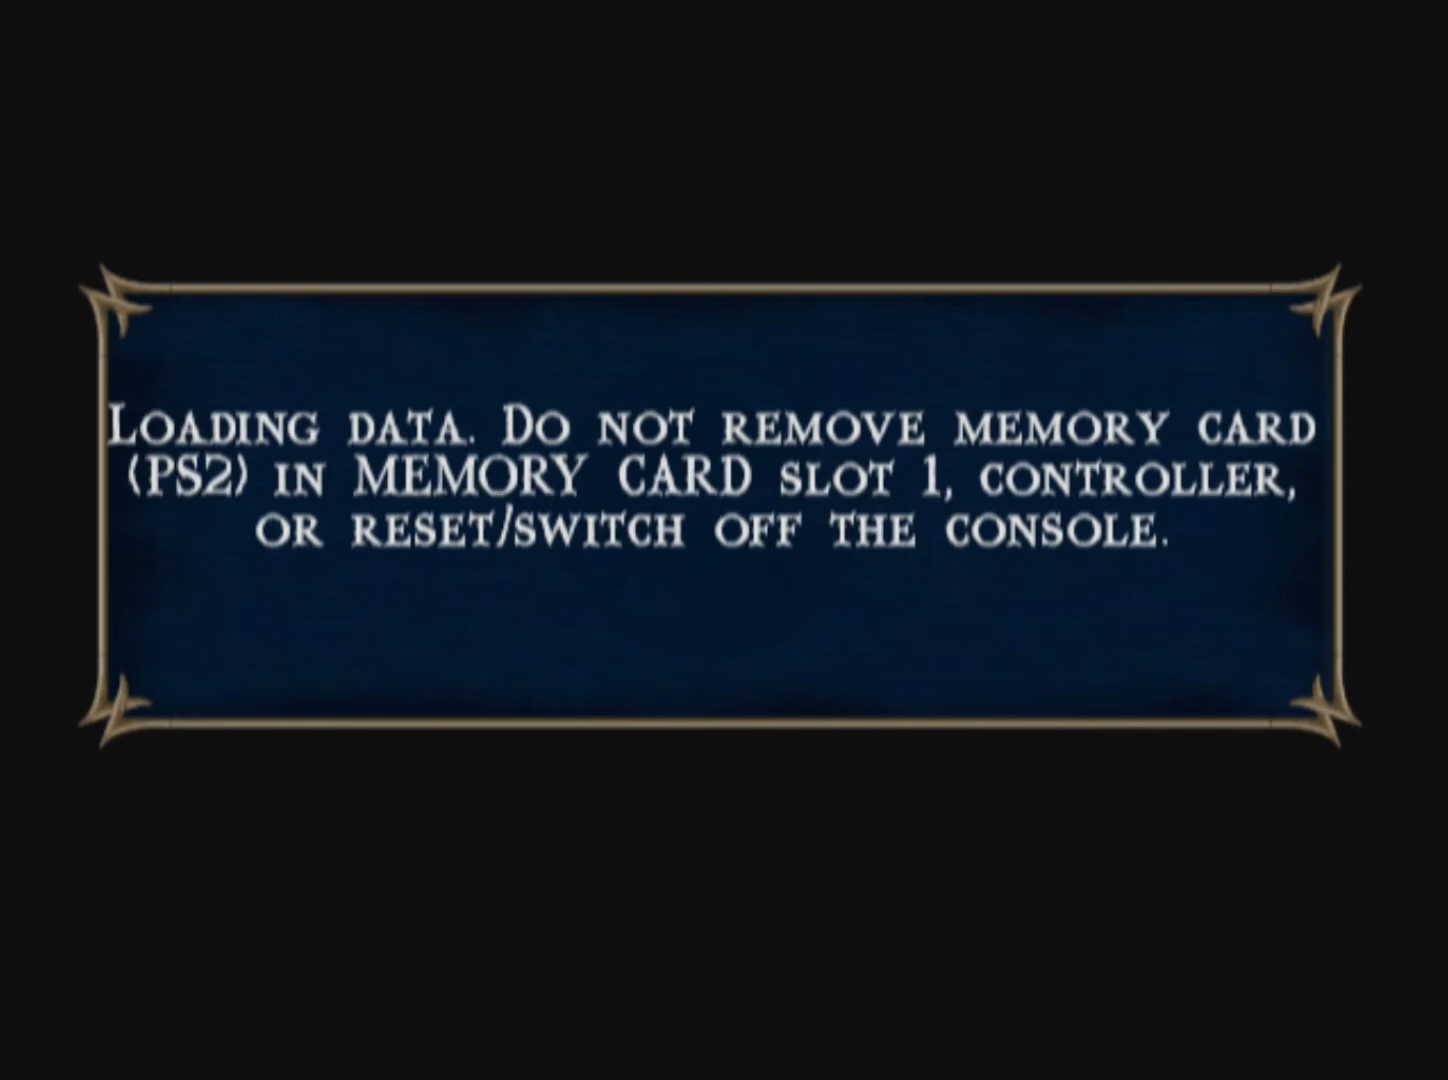 Loading data. Do not remove memory card
(PS2) in MEMORY CARD slot 1, controller,
or reset/switch off the console.